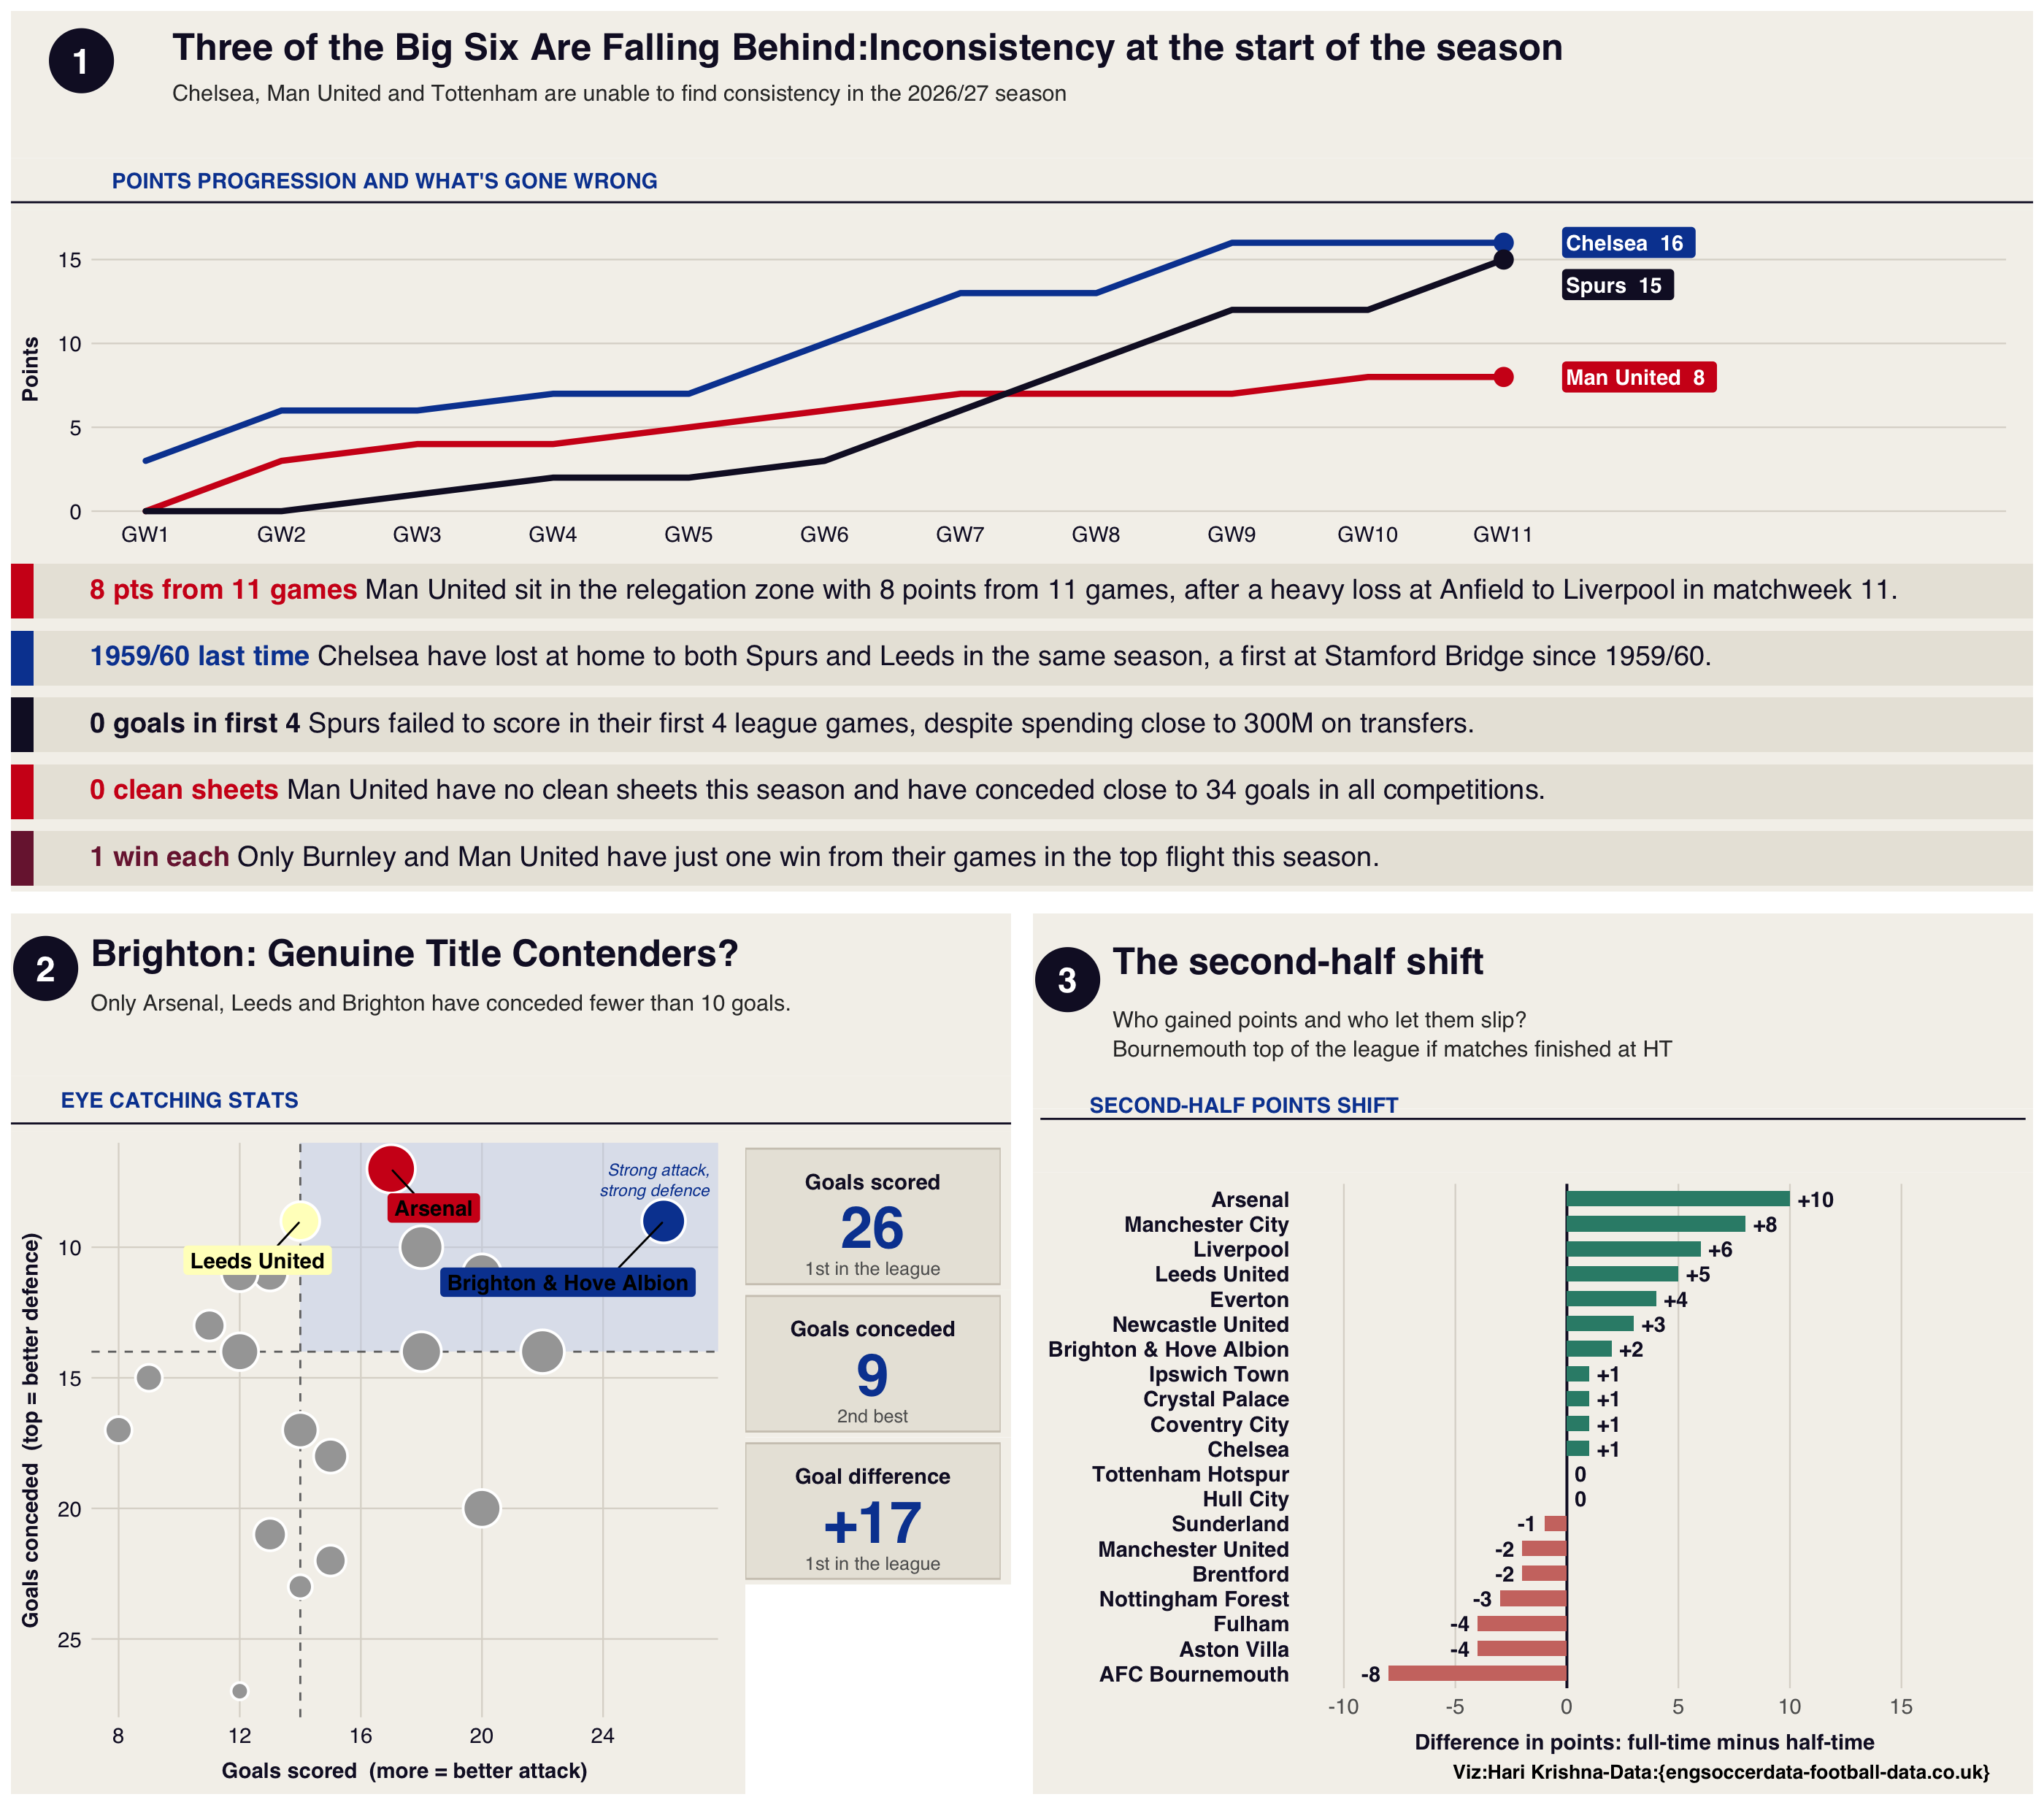 1
Three of the Big Six Are Falling Behind:Inconsistency at the start of the season
Chelsea, Man United and Tottenham are unable to find consistency in the 2026/27 season
POINTS PROGRESSION AND WHAT'S GONE WRONG
Points
15
10
5
0
GW1 GW2 GW3 GW4 GW5 GW6 GW7 GW8 GW9 GW10 GW11
Chelsea 16
Spurs 15
Man United 8
8 pts from 11 games Man United sit in the relegation zone with 8 points from 11 games, after a heavy loss at Anfield to Liverpool in matchweek 11.
1959/60 last time Chelsea have lost at home to both Spurs and Leeds in the same season, a first at Stamford Bridge since 1959/60.
0 goals in first 4 Spurs failed to score in their first 4 league games, despite spending close to 300M on transfers.
0 clean sheets Man United have no clean sheets this season and have conceded close to 34 goals in all competitions.
1 win each Only Burnley and Man United have just one win from their games in the top flight this season.
2
Brighton: Genuine Title Contenders?
Only Arsenal, Leeds and Brighton have conceded fewer than 10 goals.
EYE CATCHING STATS
Goals conceded (top = better defence)
10
15
20
25
Strong attack,
strong defence
Arsenal
Leeds United
Brighton & Hove Albion
8 12 16 20 24
Goals scored (more = better attack)
Goals scored
26
1st in the league
Goals conceded
9
2nd best
Goal difference
+17
1st in the league
3
The second-half shift
Who gained points and who let them slip?
Bournemouth top of the league if matches finished at HT
SECOND-HALF POINTS SHIFT
Arsenal +10
Manchester City +8
Liverpool +6
Leeds United +5
Everton +4
Newcastle United +3
Brighton & Hove Albion +2
Ipswich Town +1
Crystal Palace +1
Coventry City +1
Chelsea +1
Tottenham Hotspur 0
Hull City 0
Sunderland -1
Manchester United -2
Brentford -2
Nottingham Forest -3
Fulham -4
Aston Villa -4
AFC Bournemouth -8
-10 -5 0 5 10 15
Difference in points: full-time minus half-time
Viz:Hari Krishna-Data:{engsoccerdata-football-data.co.uk}